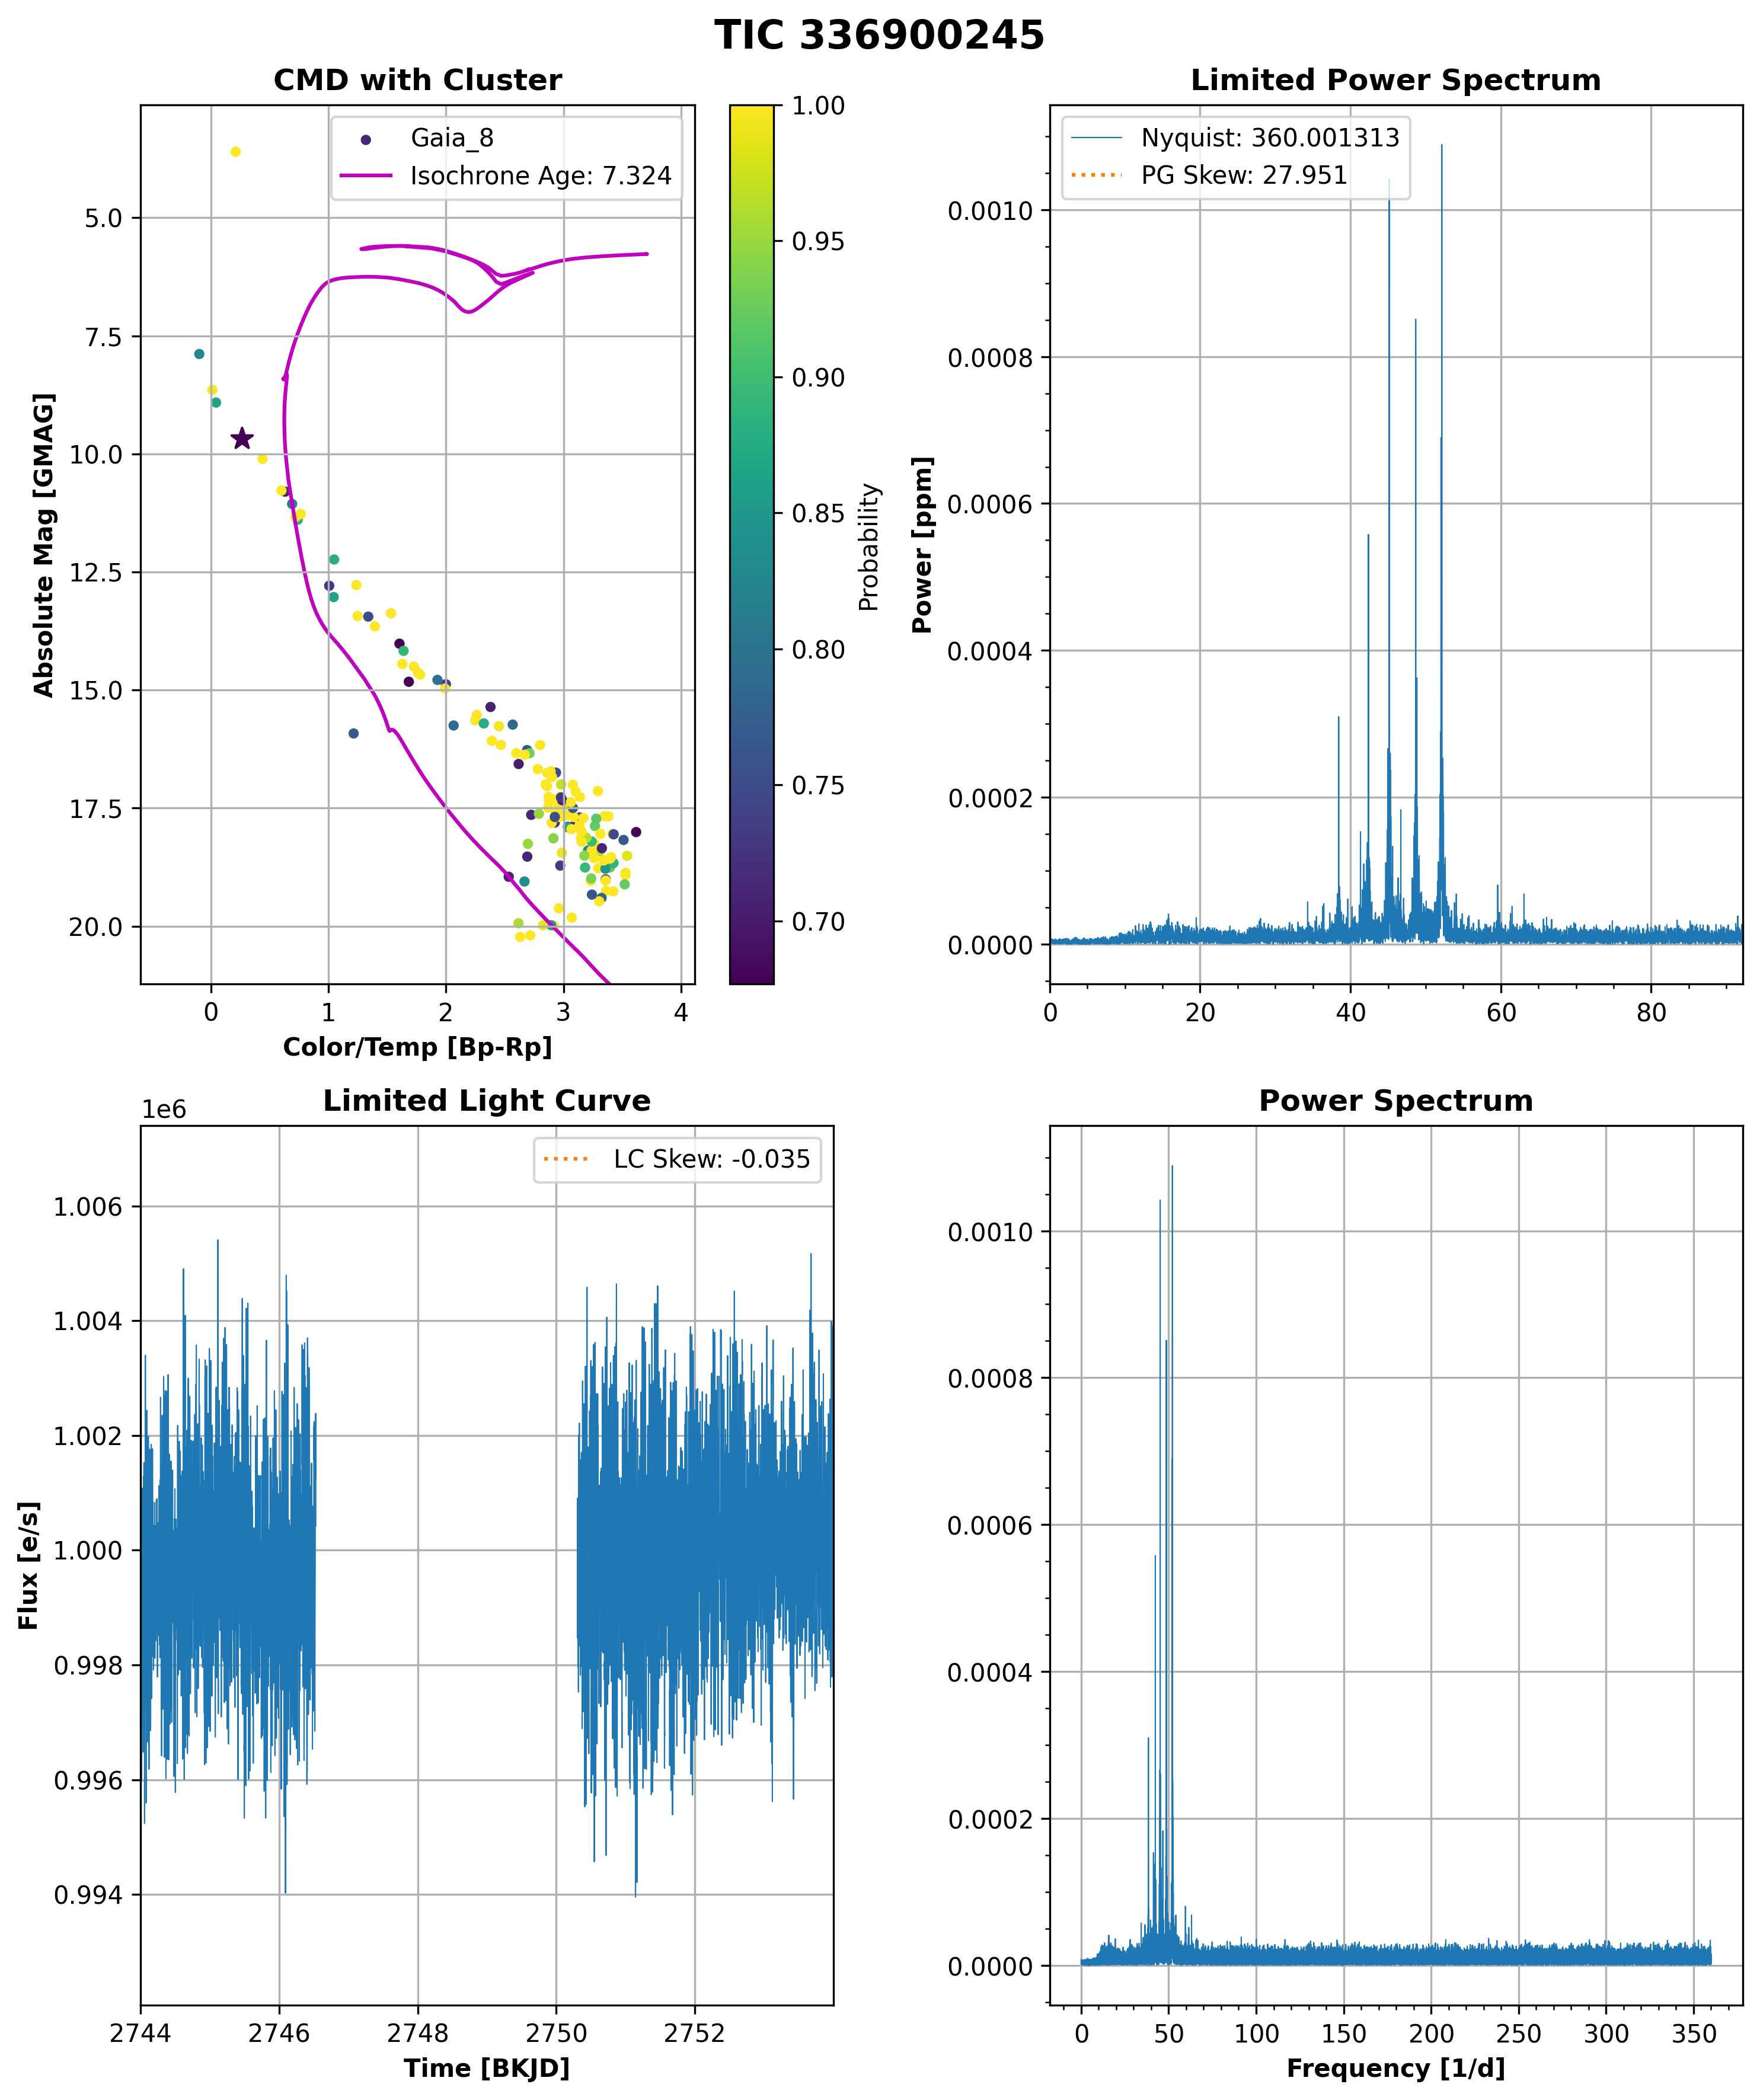 TIC 336900245
CMD with Cluster
Gaia_8
Isochrone Age: 7.324
5.0
7.5
10.0
12.5
15.0
17.5
20.0
Absolute Mag [GMAG]
0 1 2 3 4
Color/Temp [Bp-Rp]
1.00
0.95
0.90
0.85
0.80
0.75
0.70
Probability
Limited Power Spectrum
Nyquist: 360.001313
PG Skew: 27.951
0.0010
0.0008
0.0006
0.0004
0.0002
0.0000
Power [ppm]
0 20 40 60 80
Limited Light Curve
1e6
LC Skew: -0.035
1.006
1.004
1.002
1.000
0.998
0.996
0.994
Flux [e/s]
2744 2746 2748 2750 2752
Time [BKJD]
Power Spectrum
0.0010
0.0008
0.0006
0.0004
0.0002
0.0000
0 50 100 150 200 250 300 350
Frequency [1/d]